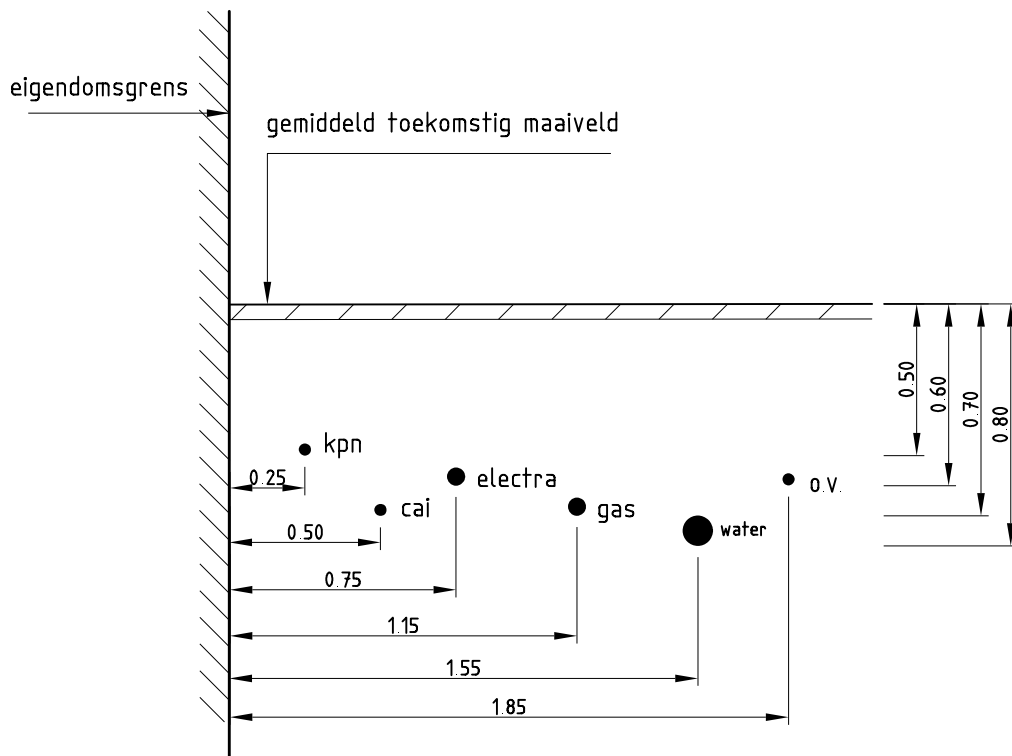 eigendomsgrens
gemiddeld toekomstig maaiveld
0.50
0.60
0.70
0.80
kpn
0.25
electra
o.v.
cai
gas
0.50
water
0.75
1.15
1.55
1.85